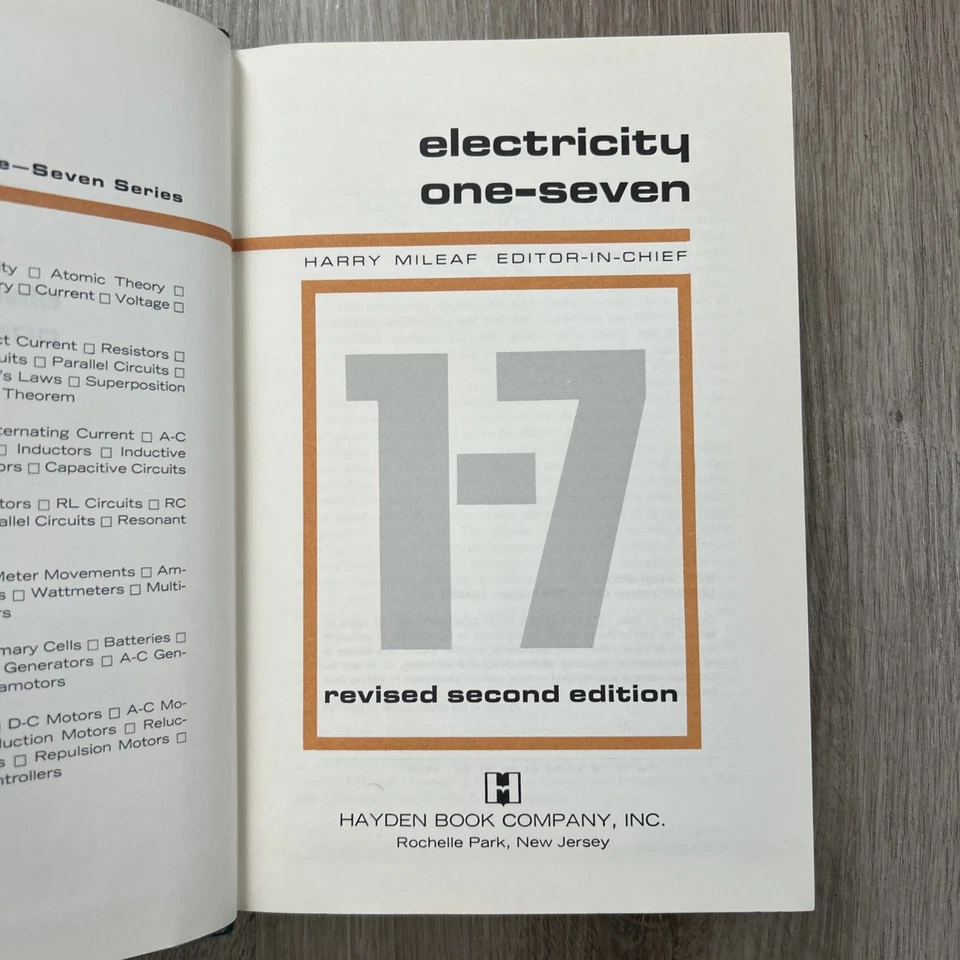 e—Seven Series
ity □ Atomic Theory □
ry □ Current □ Voltage □
ct Current □ Resistors □
uits □ Parallel Circuits □
's Laws □ Superposition
Theorem
ternating Current □ A-C
□ Inductors □ Inductive
ors □ Capacitive Circuits
tors □ RL Circuits □ RC
allel Circuits □ Resonant
Meter Movements □ Am-
s □ Wattmeters □ Multi-
rs
mary Cells □ Batteries □
Generators □ A-C Gen-
amotors
D-C Motors □ A-C Mo-
luction Motors □ Reluc-
s □ Repulsion Motors □
ntrollers
electricity
one-seven
HARRY MILEAF EDITOR-IN-CHIEF
1-7
revised second edition
HAYDEN BOOK COMPANY, INC.
Rochelle Park, New Jersey